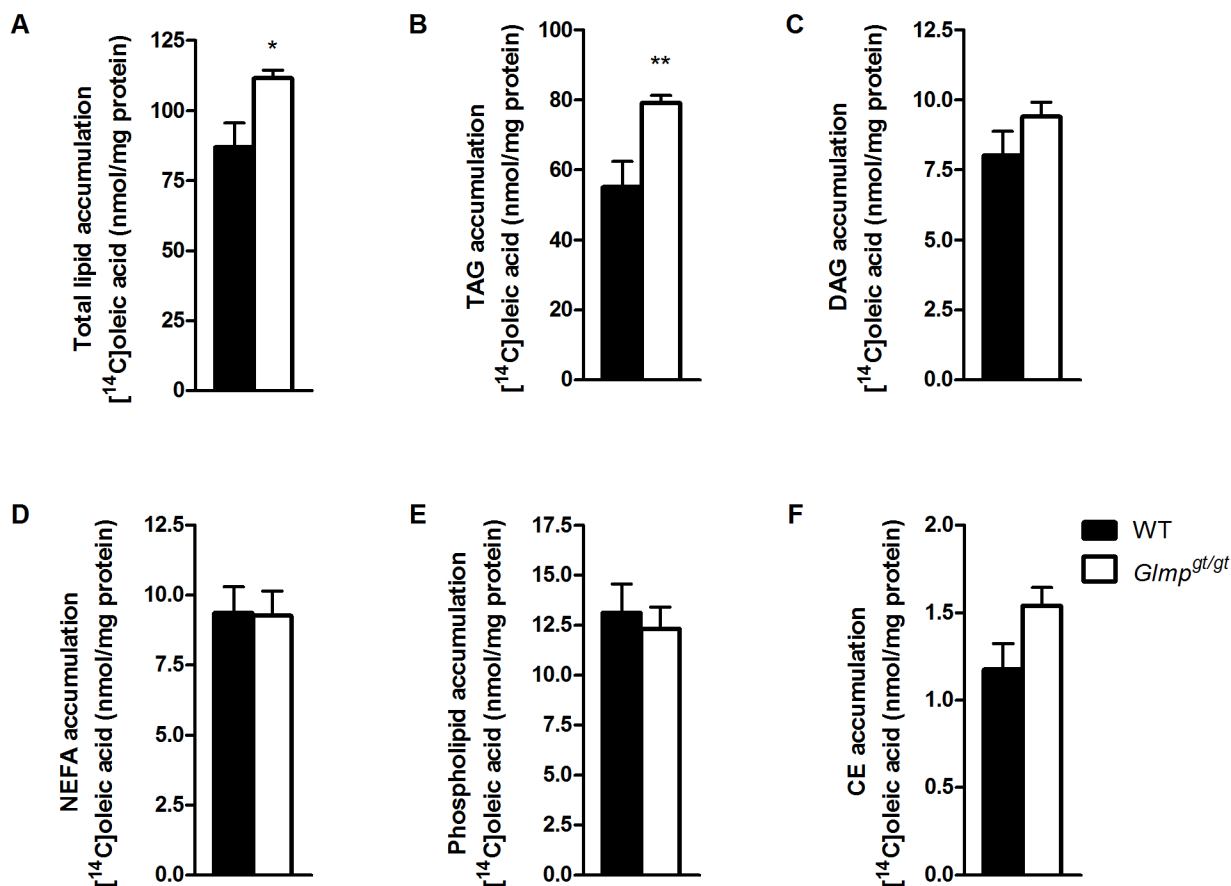 A
Total lipid accumulation
[¹⁴C]oleic acid (nmol/mg protein)
125
100
75
50
25
0
*
B
TAG accumulation
[¹⁴C]oleic acid (nmol/mg protein)
100
80
60
40
20
0
**
C
DAG accumulation
[¹⁴C]oleic acid (nmol/mg protein)
12.5
10.0
7.5
5.0
2.5
0.0
D
NEFA accumulation
[¹⁴C]oleic acid (nmol/mg protein)
12.5
10.0
7.5
5.0
2.5
0.0
E
Phospholipid accumulation
[¹⁴C]oleic acid (nmol/mg protein)
17.5
15.0
12.5
10.0
7.5
5.0
2.5
0.0
F
CE accumulation
[¹⁴C]oleic acid (nmol/mg protein)
2.0
1.5
1.0
0.5
0.0
WT
Glmp^gt/gt